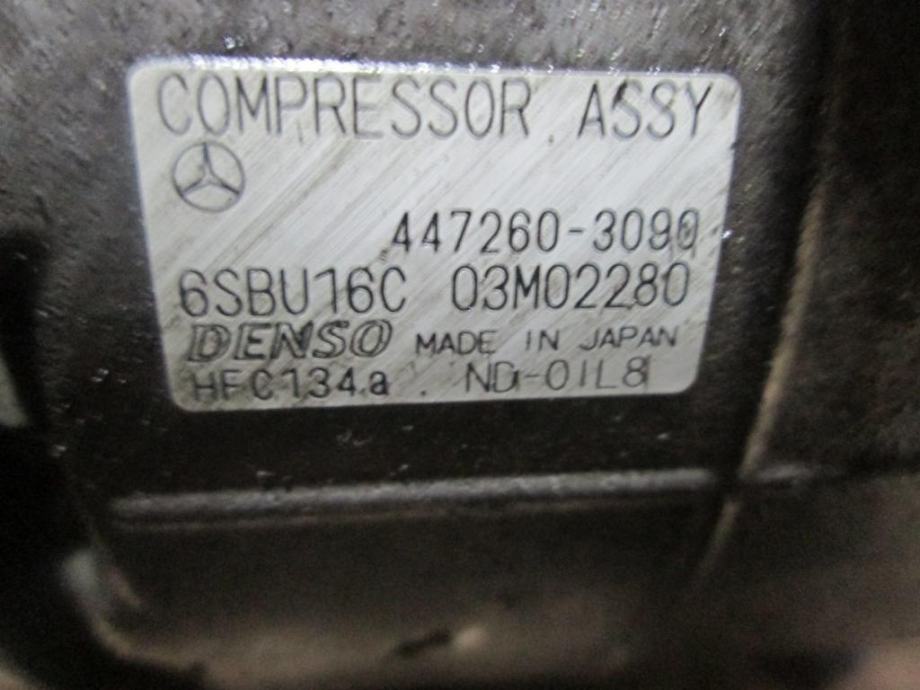 COMPRESSOR ASSY
447260-3090
6SBU16C 03M02280
DENSO MADE IN JAPAN
HFC134a ND-OIL8